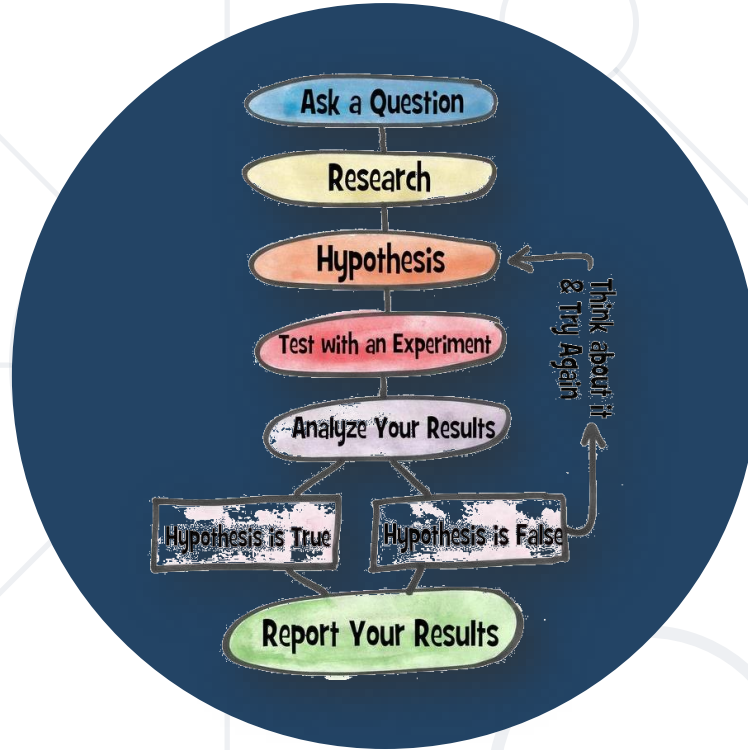 Ask a Question
Research
Hypothesis
Test with an Experiment
Analyze Your Results
Hypothesis is True
Hypothesis is False
Think about it
& Try Again
Report Your Results